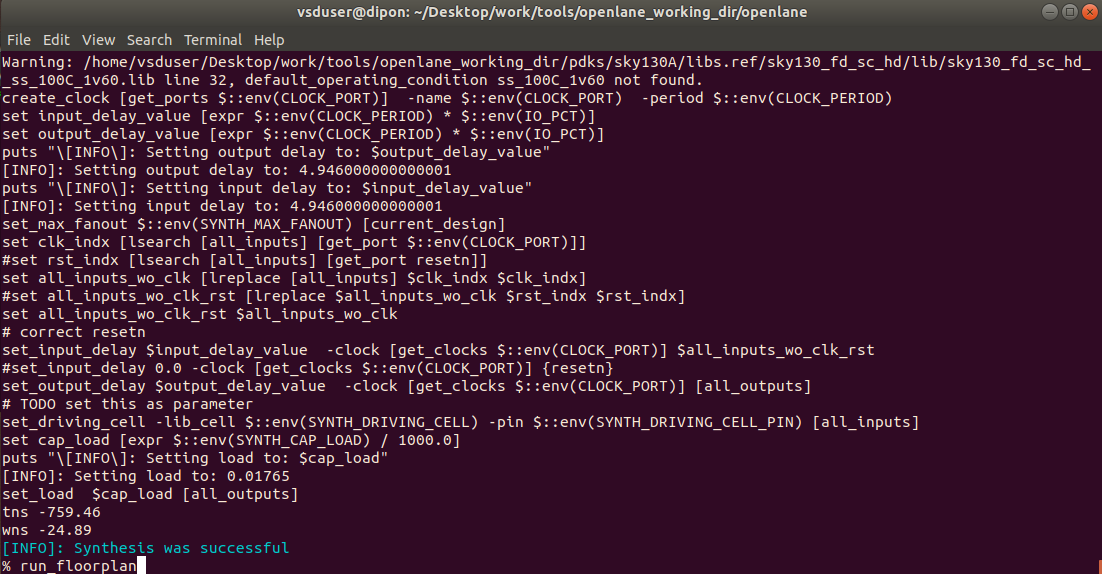 vsduser@dipon: ~/Desktop/work/tools/openlane_working_dir/openlane
File Edit View Search Terminal Help
Warning: /home/vsduser/Desktop/work/tools/openlane_working_dir/pdks/sky130A/libs.ref/sky130_fd_sc_hd/lib/sky130_fd_sc_hd_
_ss_100C_1v60.lib line 32, default_operating_condition ss_100C_1v60 not found.
create_clock [get_ports $::env(CLOCK_PORT)]  -name $::env(CLOCK_PORT)  -period $::env(CLOCK_PERIOD)
set input_delay_value [expr $::env(CLOCK_PERIOD) * $::env(IO_PCT)]
set output_delay_value [expr $::env(CLOCK_PERIOD) * $::env(IO_PCT)]
puts "\[INFO\]: Setting output delay to: $output_delay_value"
[INFO]: Setting output delay to: 4.946000000000001
puts "\[INFO\]: Setting input delay to: $input_delay_value"
[INFO]: Setting input delay to: 4.946000000000001
set_max_fanout $::env(SYNTH_MAX_FANOUT) [current_design]
set clk_indx [lsearch [all_inputs] [get_port $::env(CLOCK_PORT)]]
#set rst_indx [lsearch [all_inputs] [get_port resetn]]
set all_inputs_wo_clk [lreplace [all_inputs] $clk_indx $clk_indx]
#set all_inputs_wo_clk_rst [lreplace $all_inputs_wo_clk $rst_indx $rst_indx]
set all_inputs_wo_clk_rst $all_inputs_wo_clk
# correct resetn
set_input_delay $input_delay_value  -clock [get_clocks $::env(CLOCK_PORT)] $all_inputs_wo_clk_rst
#set_input_delay 0.0 -clock [get_clocks $::env(CLOCK_PORT)] {resetn}
set_output_delay $output_delay_value  -clock [get_clocks $::env(CLOCK_PORT)] [all_outputs]
# TODO set this as parameter
set_driving_cell -lib_cell $::env(SYNTH_DRIVING_CELL) -pin $::env(SYNTH_DRIVING_CELL_PIN) [all_inputs]
set cap_load [expr $::env(SYNTH_CAP_LOAD) / 1000.0]
puts "\[INFO\]: Setting load to: $cap_load"
[INFO]: Setting load to: 0.01765
set_load  $cap_load [all_outputs]
tns -759.46
wns -24.89
[INFO]: Synthesis was successful
% run_floorplan